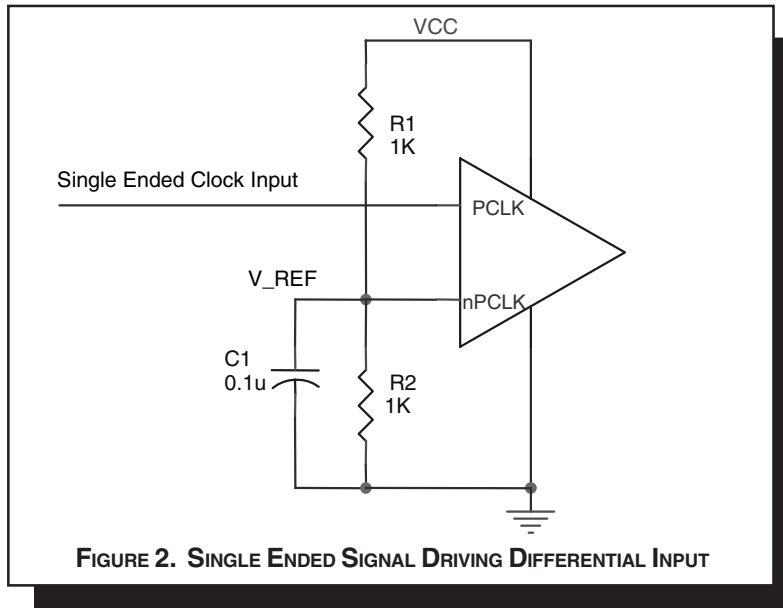 VCC
R1
1K
Single Ended Clock Input
PCLK
V_REF
nPCLK
C1
0.1u
R2
1K
FIGURE 2. SINGLE ENDED SIGNAL DRIVING DIFFERENTIAL INPUT